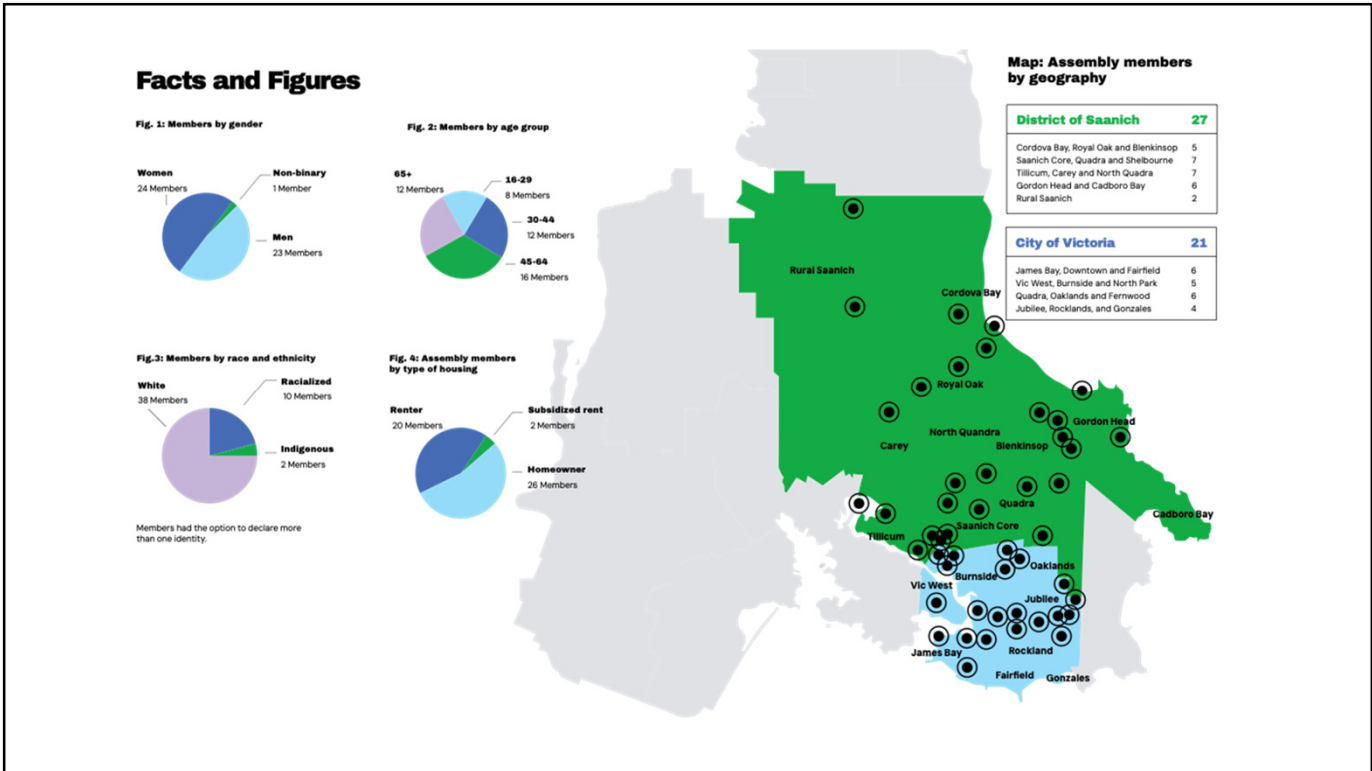 Facts and Figures
Fig. 1: Members by gender
Women
24 Members
Non-binary
1 Member
Men
23 Members
Fig. 2: Members by age group
65+
12 Members
16-29
8 Members
30-44
12 Members
45-64
16 Members
Fig.3: Members by race and ethnicity
White
38 Members
Racialized
10 Members
Indigenous
2 Members
Members had the option to declare more
than one identity.
Fig. 4: Assembly members
by type of housing
Renter
20 Members
Subsidized rent
2 Members
Homeowner
26 Members
Map: Assembly members
by geography
District of Saanich 27
Cordova Bay, Royal Oak and Blenkinsop 5
Saanich Core, Quadra and Shelbourne 7
Tillicum, Carey and North Quadra 7
Gordon Head and Cadboro Bay 6
Rural Saanich 2
City of Victoria 21
James Bay, Downtown and Fairfield 6
Vic West, Burnside and North Park 5
Quadra, Oaklands and Fernwood 6
Jubilee, Rocklands, and Gonzales 4
Rural Saanich
Cordova Bay
Royal Oak
Gordon Head
North Quandra
Carey
Blenkinsop
Quadra
Cadboro Bay
Saanich Core
Tillicum
Oaklands
Burnside
Vic West
Jubilee
James Bay
Rockland
Fairfield
Gonzales